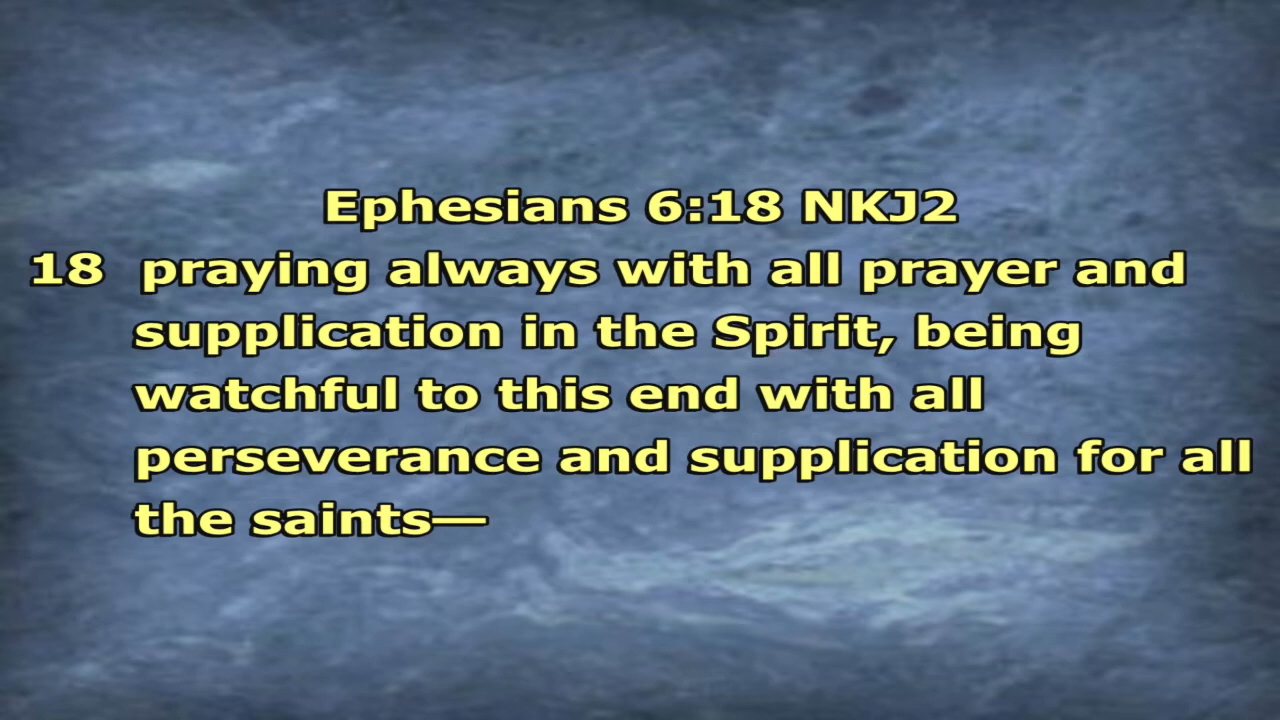 Ephesians 6:18 NKJ2
18 praying always with all prayer and
supplication in the Spirit, being
watchful to this end with all
perseverance and supplication for all
the saints—